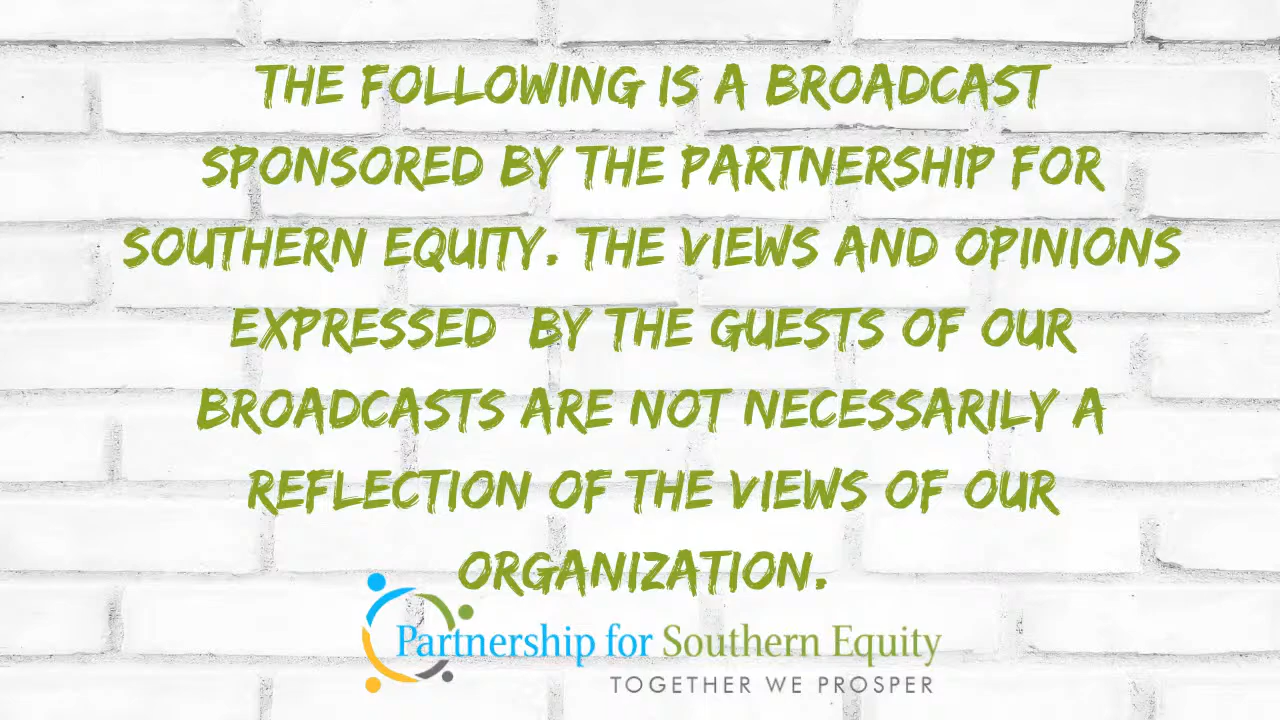 THE FOLLOWING IS A BROADCAST
SPONSORED BY THE PARTNERSHIP FOR
SOUTHERN EQUITY. THE VIEWS AND OPINIONS
EXPRESSED BY THE GUESTS OF OUR
BROADCASTS ARE NOT NECESSARILY A
REFLECTION OF THE VIEWS OF OUR
ORGANIZATION.
Partnership for Southern Equity
TOGETHER WE PROSPER